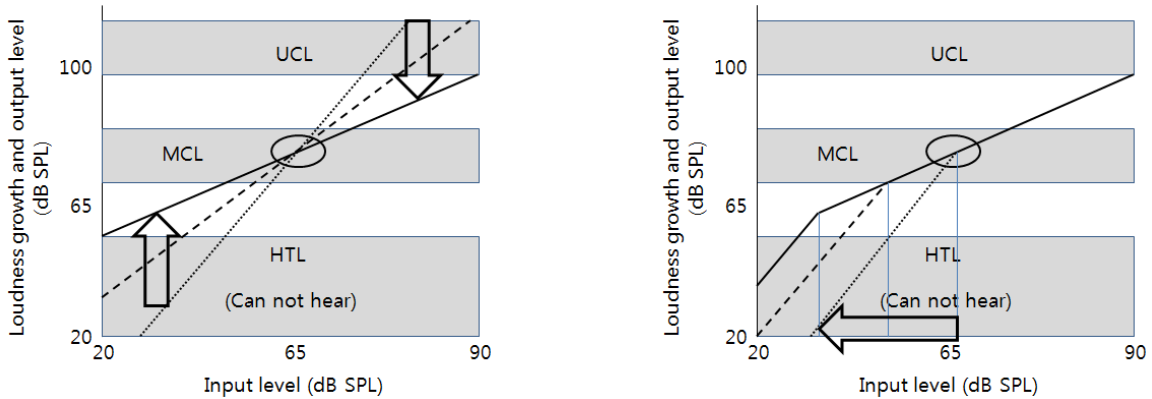 Loudness growth and output level
(dB SPL)
100
65
20
UCL
MCL
HTL
(Can not hear)
20
65
90
Input level (dB SPL)
Loudness growth and output level
(dB SPL)
100
65
20
UCL
MCL
HTL
(Can not hear)
20
65
90
Input level (dB SPL)